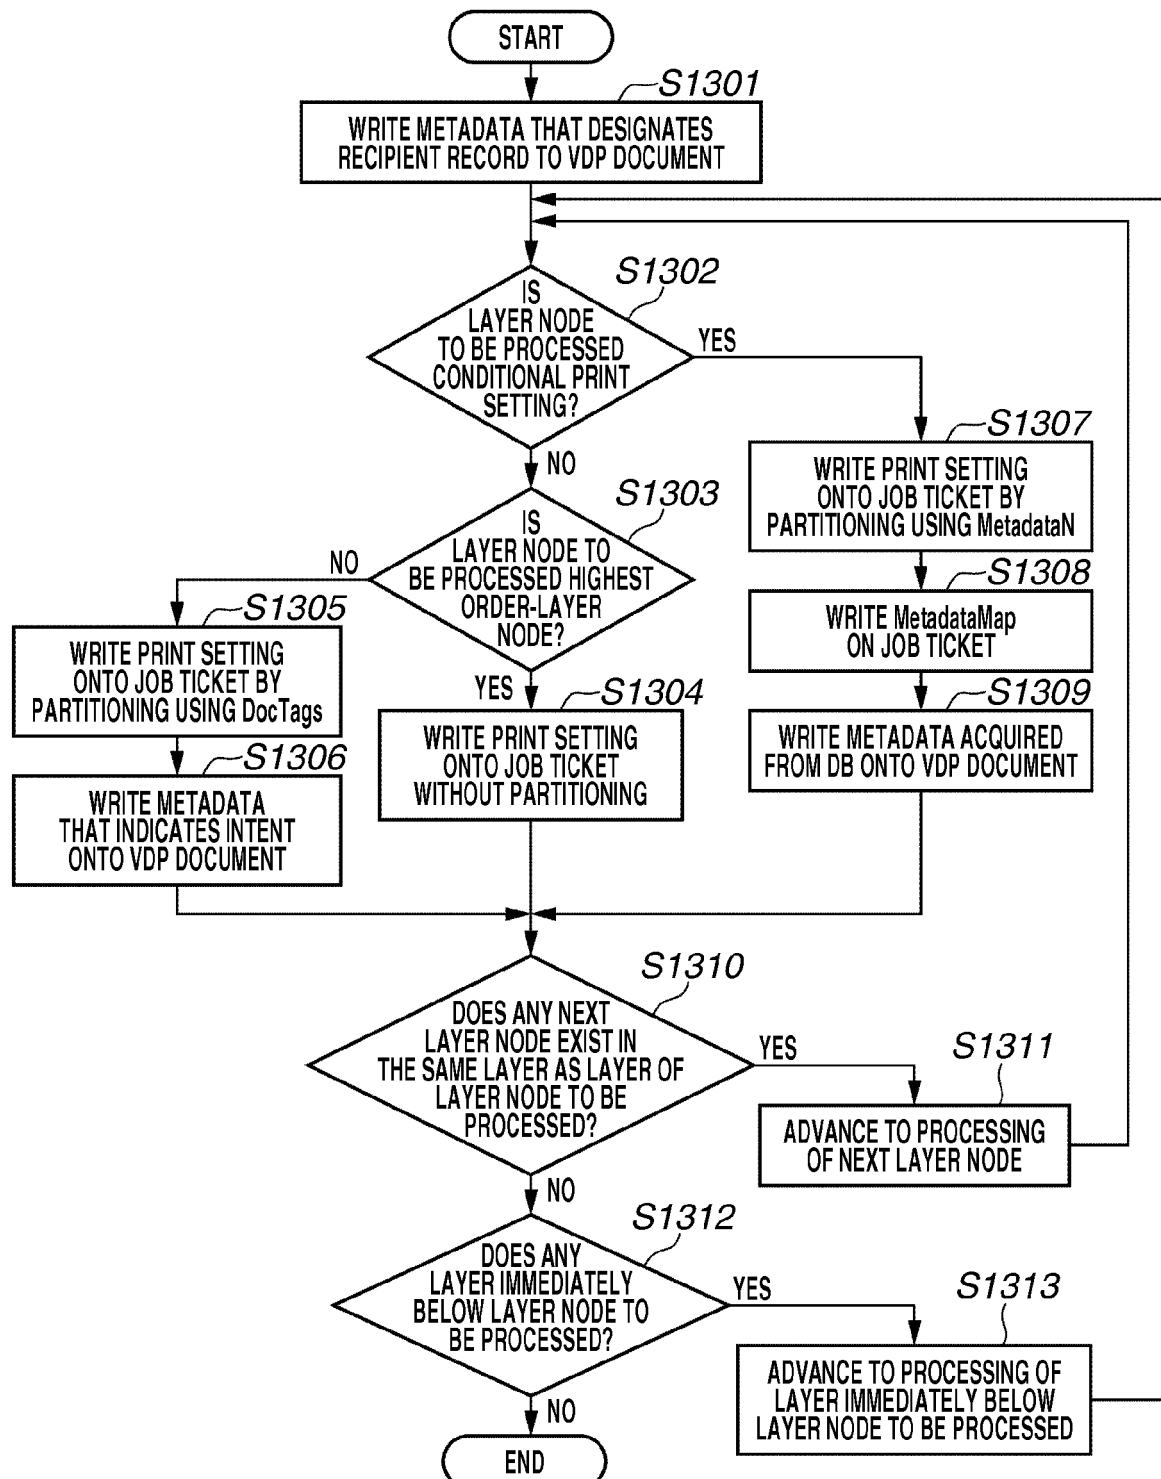 START
S1301
WRITE METADATA THAT DESIGNATES
RECIPIENT RECORD TO VDP DOCUMENT
S1302
IS
LAYER NODE
TO BE PROCESSED
CONDITIONAL PRINT
SETTING?
YES
NO
S1307
WRITE PRINT SETTING
ONTO JOB TICKET BY
PARTITIONING USING MetadataN
S1303
IS
LAYER NODE TO
BE PROCESSED HIGHEST
ORDER-LAYER
NODE?
NO
YES
S1308
WRITE MetadataMap
ON JOB TICKET
S1305
WRITE PRINT SETTING
ONTO JOB TICKET BY
PARTITIONING USING DocTags
S1304
WRITE PRINT SETTING
ONTO JOB TICKET
WITHOUT PARTITIONING
S1309
WRITE METADATA ACQUIRED
FROM DB ONTO VDP DOCUMENT
S1306
WRITE METADATA
THAT INDICATES INTENT
ONTO VDP DOCUMENT
S1310
DOES ANY NEXT
LAYER NODE EXIST IN
THE SAME LAYER AS LAYER OF
LAYER NODE TO BE
PROCESSED?
YES
NO
S1311
ADVANCE TO PROCESSING
OF NEXT LAYER NODE
S1312
DOES ANY
LAYER IMMEDIATELY
BELOW LAYER NODE TO
BE PROCESSED?
YES
NO
S1313
ADVANCE TO PROCESSING OF
LAYER IMMEDIATELY BELOW
LAYER NODE TO BE PROCESSED
END